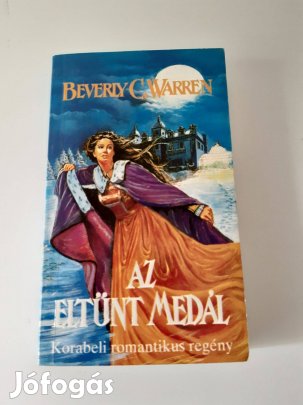 BEVERLY C. WARREN
AZ
ELTŰNT MEDÁL
Korabeli romantikus regény
Jófogás